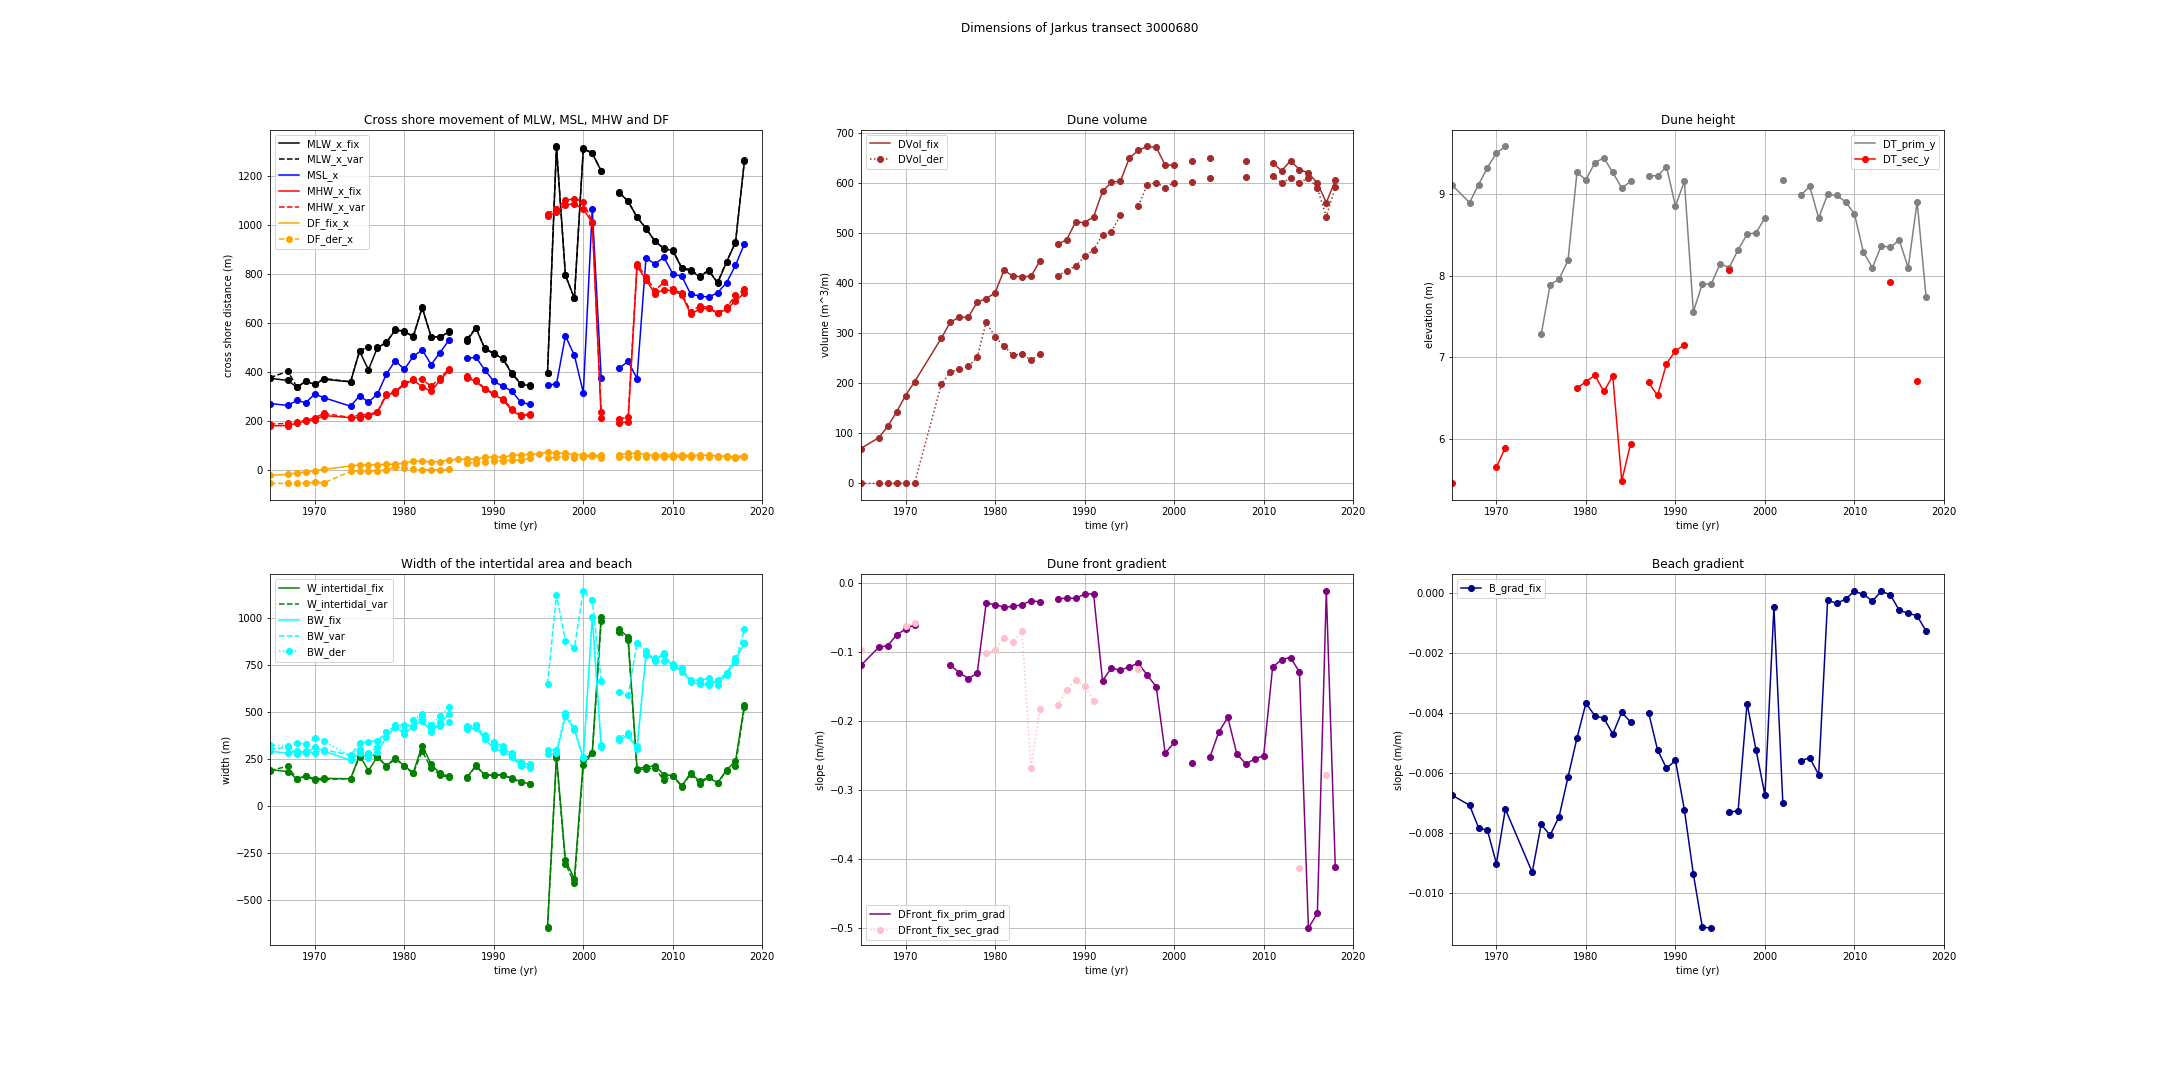 Dimensions of Jarkus transect 3000680
Cross shore movement of MLW, MSL, MHW and DF
MLW_x_fix
MLW_x_var
MSL_x
MHW_x_fix
MHW_x_var
DF_fix_x
DF_der_x
cross shore distance (m)
1200
1000
800
600
400
200
0
1970
1980
1990
2000
2010
2020
time (yr)
Dune volume
DVol_fix
DVol_der
volume (m^3/m)
700
600
500
400
300
200
100
0
1970
1980
1990
2000
2010
2020
time (yr)
Dune height
DT_prim_y
DT_sec_y
elevation (m)
9
8
7
6
1970
1980
1990
2000
2010
2020
time (yr)
Width of the intertidal area and beach
W_intertidal_fix
W_intertidal_var
BW_fix
BW_var
BW_der
width (m)
1000
750
500
250
0
−250
−500
1970
1980
1990
2000
2010
2020
time (yr)
Dune front gradient
DFront_fix_prim_grad
DFront_fix_sec_grad
slope (m/m)
0.0
−0.1
−0.2
−0.3
−0.4
−0.5
1970
1980
1990
2000
2010
2020
time (yr)
Beach gradient
B_grad_fix
slope (m/m)
0.000
−0.002
−0.004
−0.006
−0.008
−0.010
1970
1980
1990
2000
2010
2020
time (yr)